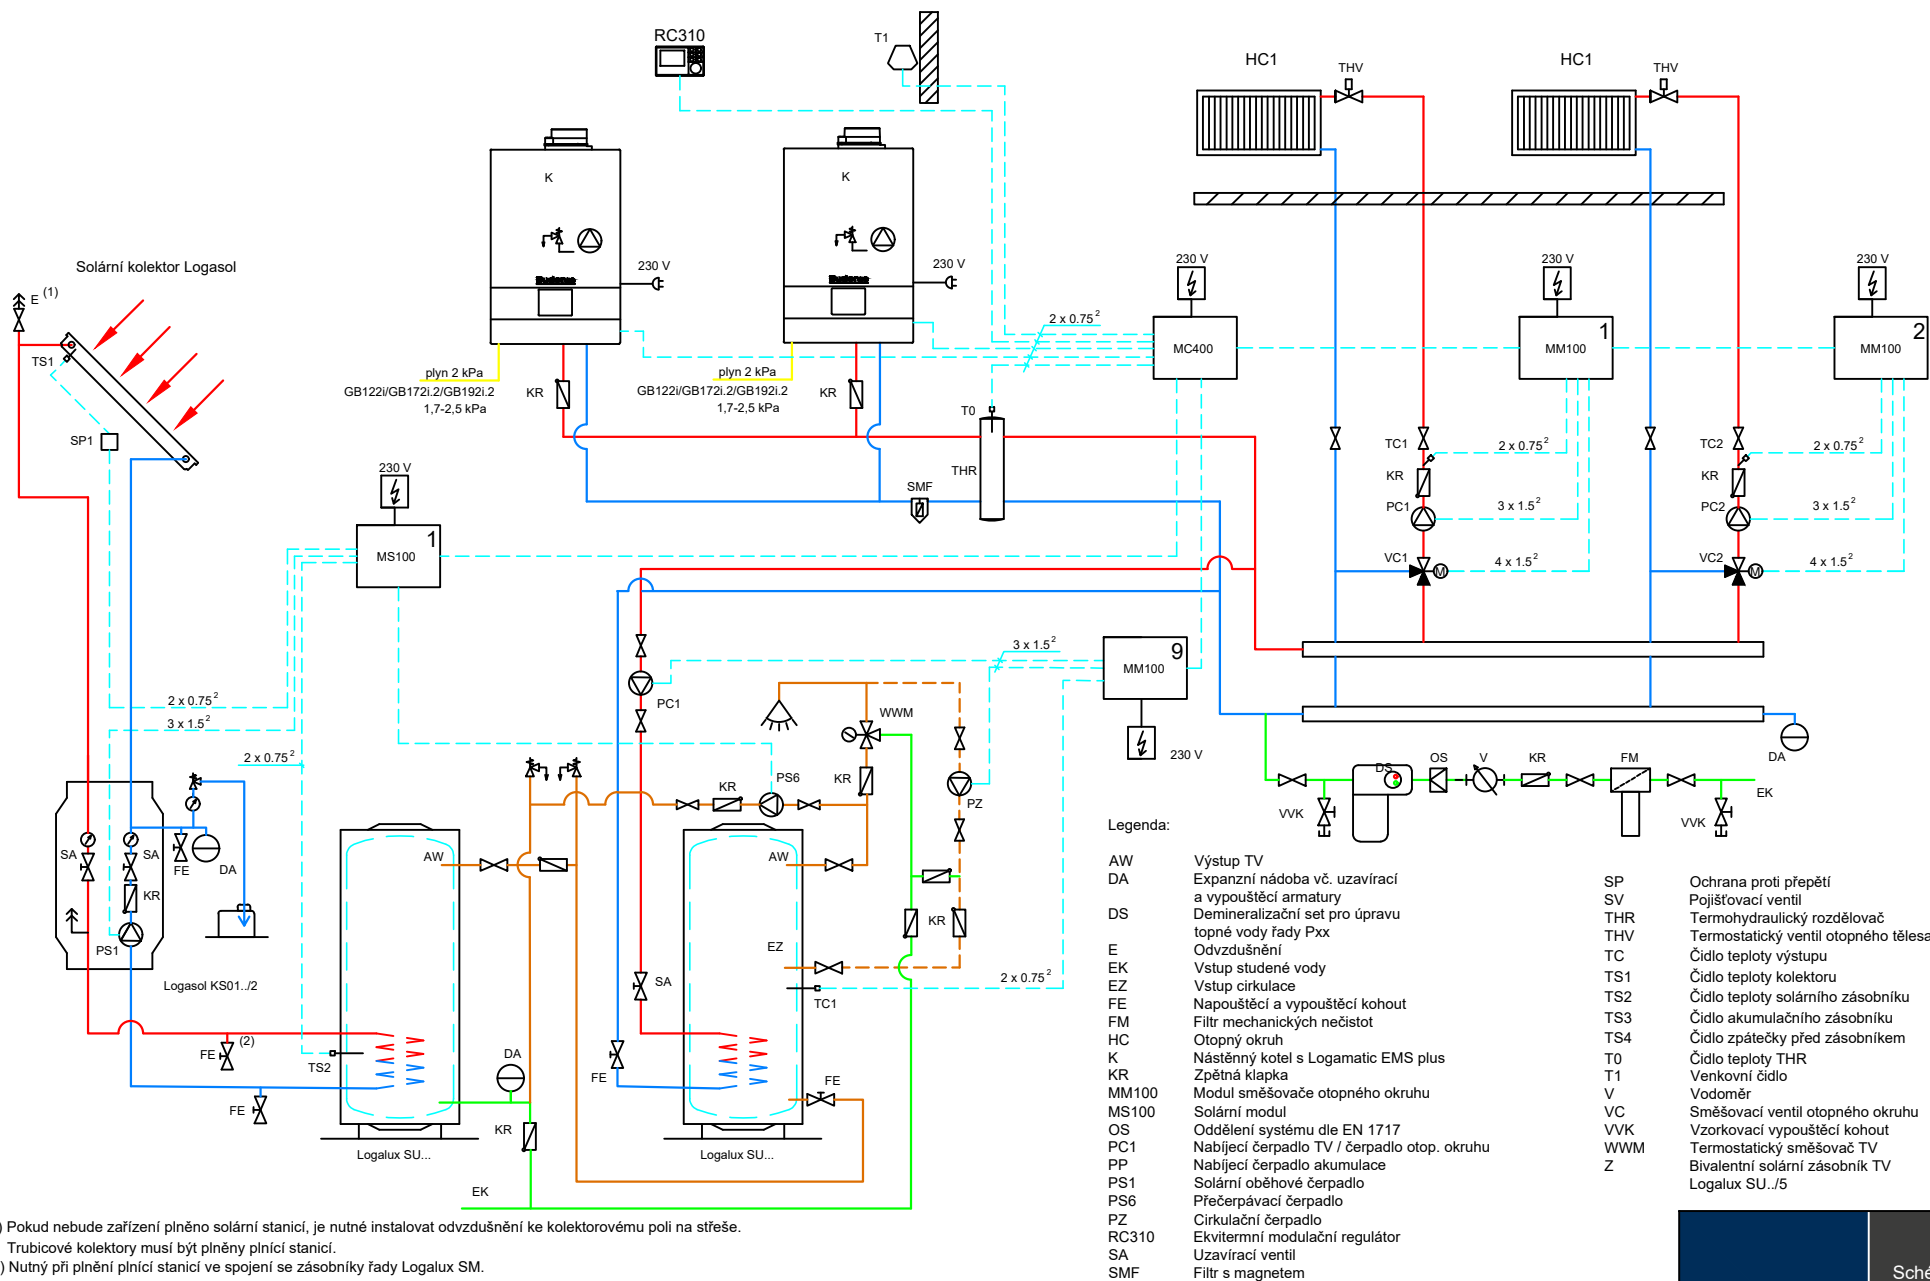 RC310
T1
HC1
THV
HC1
THV
K
K
Buderus
Buderus
230 V
230 V
230 V
230 V
230 V
Solární kolektor Logasol
E (1)
TS1
SP1
plyn 2 kPa
GB122i/GB172i.2/GB192i.2
1,7-2,5 kPa
KR
plyn 2 kPa
GB122i/GB172i.2/GB192i.2
1,7-2,5 kPa
KR
2 x 0.75²
MC400
1
MM100
2
MM100
T0
THR
SMF
TC1
2 x 0.75²
KR
PC1
3 x 1.5²
VC1
M
4 x 1.5²
TC2
2 x 0.75²
KR
PC2
3 x 1.5²
VC2
M
4 x 1.5²
230 V
1
MS100
3 x 1.5²
9
MM100
230 V
PC1
WWM
2 x 0.75²
3 x 1.5²
2 x 0.75²
KR
PS6
KR
PZ
DA
DS
OS
V
KR
FM
VVK
VVK
EK
SA
SA
FE
DA
KR
PS1
Logasol KS01../2
AW
AW
KR
EZ
SA
TC1
2 x 0.75²
FE
(2)
TS2
DA
FE
FE
FE
KR
Logalux SU...
Logalux SU...
EK
Legenda:
AW Výstup TV
DA Expanzní nádoba vč. uzavírací
a vypouštěcí armatury
DS Demineralizační set pro úpravu
topné vody řady Pxx
E Odvzdušnění
EK Vstup studené vody
EZ Vstup cirkulace
FE Napouštěcí a vypouštěcí kohout
FM Filtr mechanických nečistot
HC Otopný okruh
K Nástěnný kotel s Logamatic EMS plus
KR Zpětná klapka
MM100 Modul směšovače otopného okruhu
MS100 Solární modul
OS Oddělení systému dle EN 1717
PC1 Nabíjecí čerpadlo TV / čerpadlo otop. okruhu
PP Nabíjecí čerpadlo akumulace
PS1 Solární oběhové čerpadlo
PS6 Přečerpávací čerpadlo
PZ Cirkulační čerpadlo
RC310 Ekvitermní modulační regulátor
SA Uzavírací ventil
SMF Filtr s magnetem
SP Ochrana proti přepětí
SV Pojišťovací ventil
THR Termohydraulický rozdělovač
THV Termostatický ventil otopného tělesa
TC Čidlo teploty výstupu
TS1 Čidlo teploty kolektoru
TS2 Čidlo teploty solárního zásobníku
TS3 Čidlo akumulačního zásobníku
TS4 Čidlo zpátečky před zásobníkem
T0 Čidlo teploty THR
T1 Venkovní čidlo
V Vodoměr
VC Směšovací ventil otopného okruhu
VVK Vzorkovací vypouštěcí kohout
WWM Termostatický směšovač TV
Z Bivalentní solární zásobník TV
Logalux SU../5
) Pokud nebude zařízení plněno solární stanicí, je nutné instalovat odvzdušnění ke kolektorovému poli na střeše.
Trubicové kolektory musí být plněny plnící stanicí.
) Nutný při plnění plnící stanicí ve spojení se zásobníky řady Logalux SM.
Sché